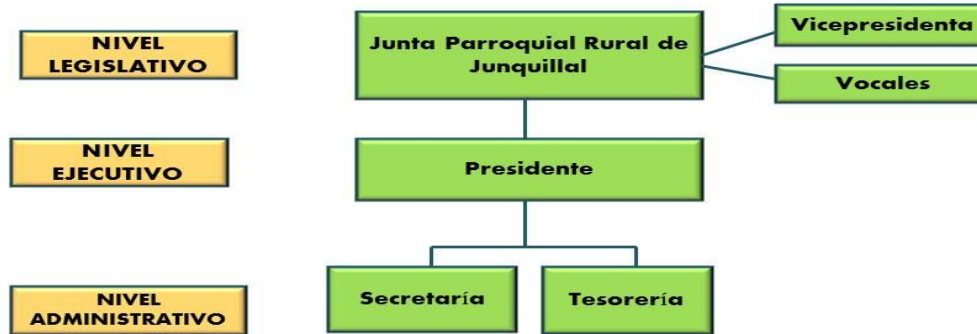 NIVEL
LEGISLATIVO
Junta Parroquial Rural de
Junquillal
Vicepresidenta
Vocales
NIVEL
EJECUTIVO
Presidente
NIVEL
ADMINISTRATIVO
Secretaría
Tesorería